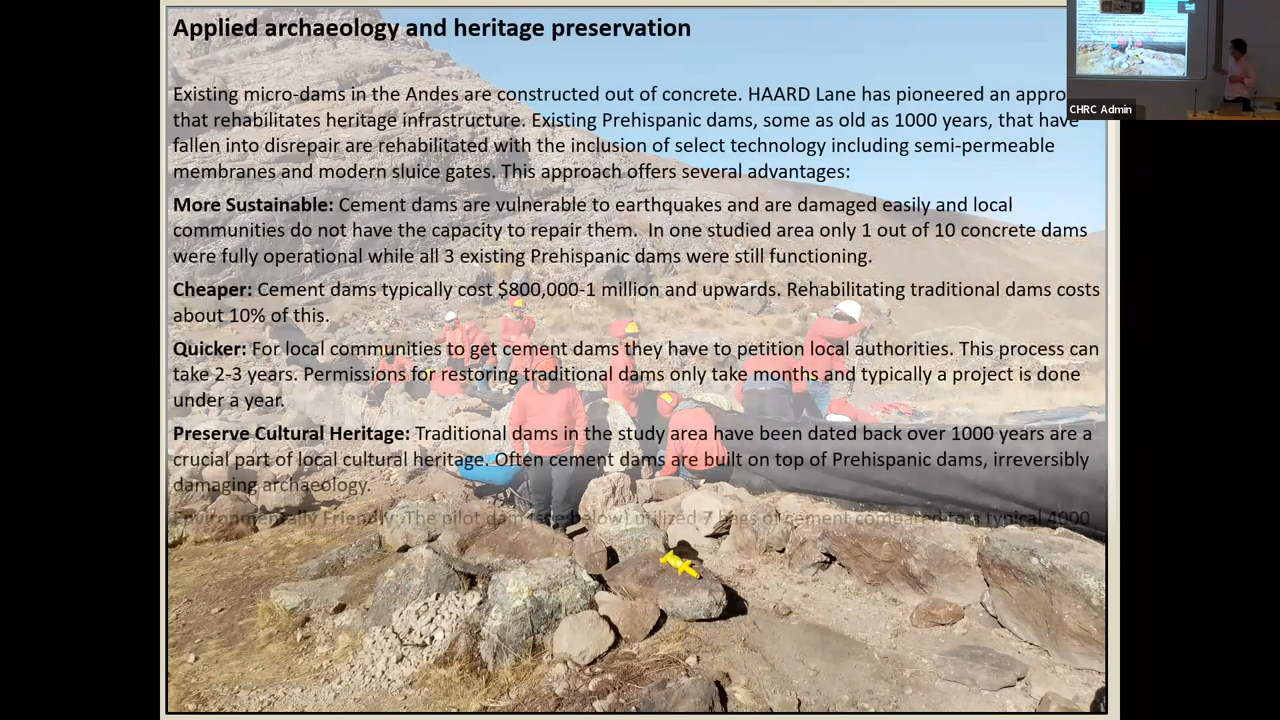 Applied archaeology and heritage preservation
Existing micro-dams in the Andes are constructed out of concrete. HAARD Lane has pioneered an appro
that rehabilitates heritage infrastructure. Existing Prehispanic dams, some as old as 1000 years, that have
fallen into disrepair are rehabilitated with the inclusion of select technology including semi-permeable
membranes and modern sluice gates. This approach offers several advantages:
More Sustainable: Cement dams are vulnerable to earthquakes and are damaged easily and local
communities do not have the capacity to repair them. In one studied area only 1 out of 10 concrete dams
were fully operational while all 3 existing Prehispanic dams were still functioning.
Cheaper: Cement dams typically cost $800,000-1 million and upwards. Rehabilitating traditional dams costs
about 10% of this.
Quicker: For local communities to get cement dams they have to petition local authorities. This process can
take 2-3 years. Permissions for restoring traditional dams only take months and typically a project is done
under a year.
Preserve Cultural Heritage: Traditional dams in the study area have been dated back over 1000 years are a
crucial part of local cultural heritage. Often cement dams are built on top of Prehispanic dams, irreversibly
damaging archaeology.
Environmentally Friendly: The pilot dam (see below) utilized 7 bags of cement compared to a typical 4000
CHRC Admin